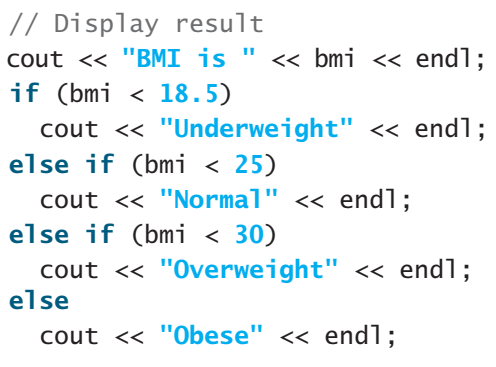 // Display result
cout << "BMI is " << bmi << endl;
if (bmi < 18.5)
  cout << "Underweight" << endl;
else if (bmi < 25)
  cout << "Normal" << endl;
else if (bmi < 30)
  cout << "Overweight" << endl;
else
  cout << "Obese" << endl;